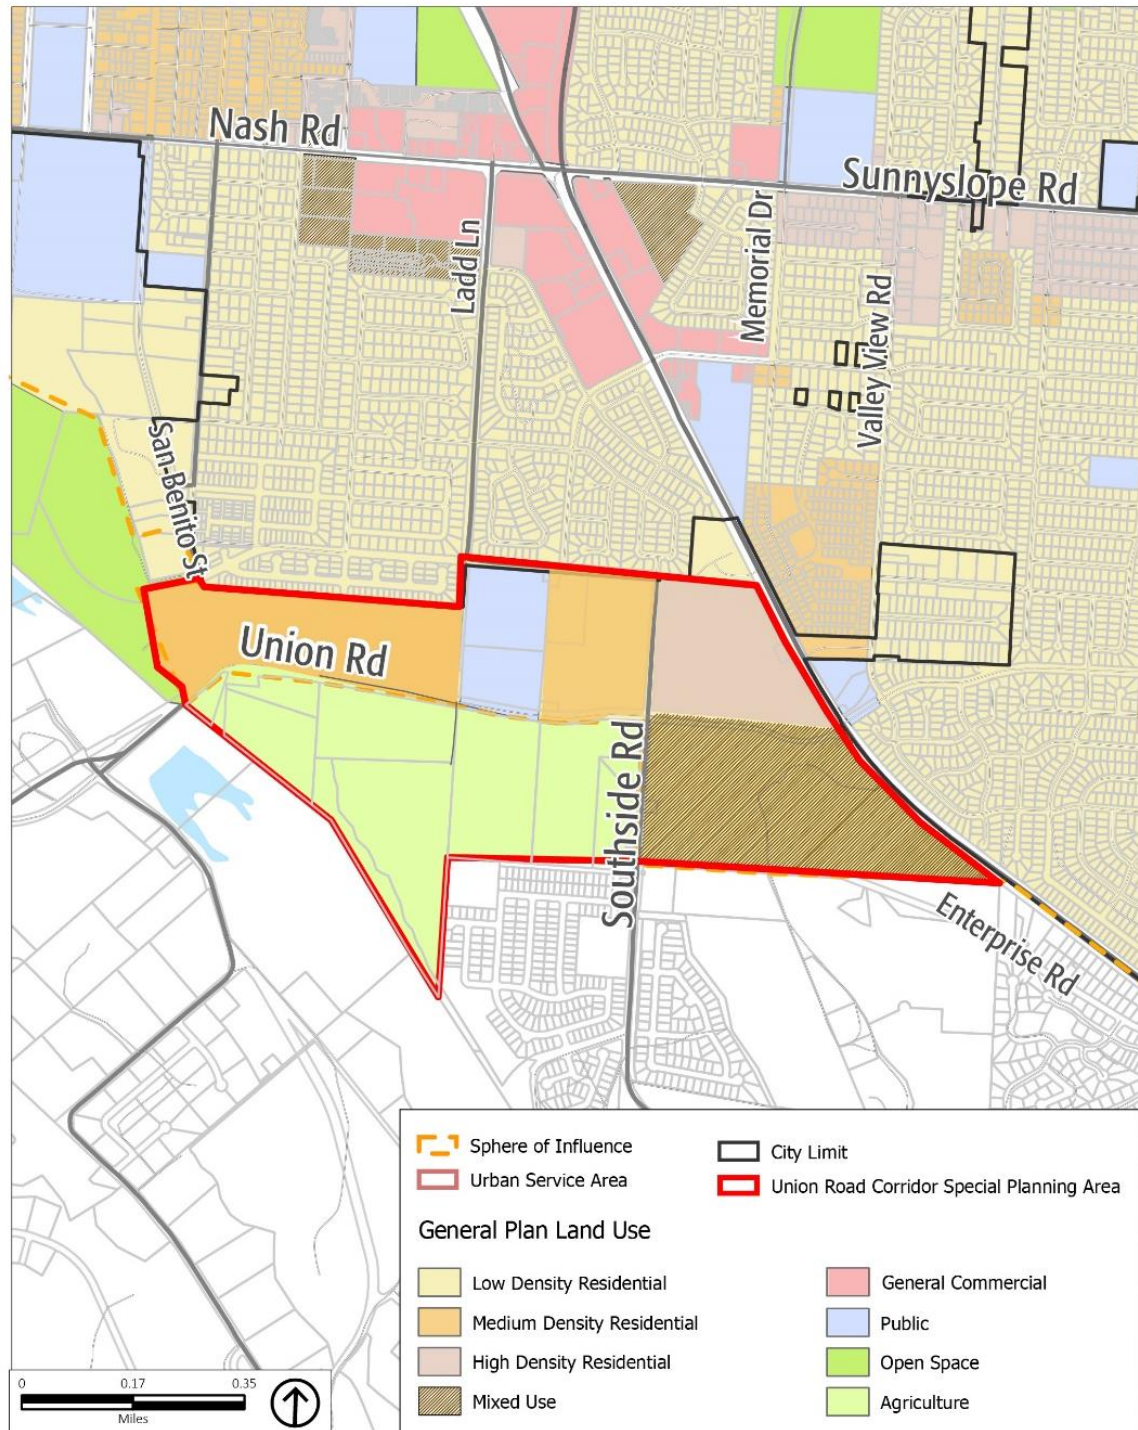 Nash Rd
Sunnyslope Rd
Ladd Ln
Memorial Dr
Valley View Rd
San Benito St
Union Rd
Southside Rd
Enterprise Rd
Sphere of Influence
Urban Service Area
City Limit
Union Road Corridor Special Planning Area
General Plan Land Use
Low Density Residential
Medium Density Residential
High Density Residential
Mixed Use
General Commercial
Public
Open Space
Agriculture
0 0.17 0.35
Miles